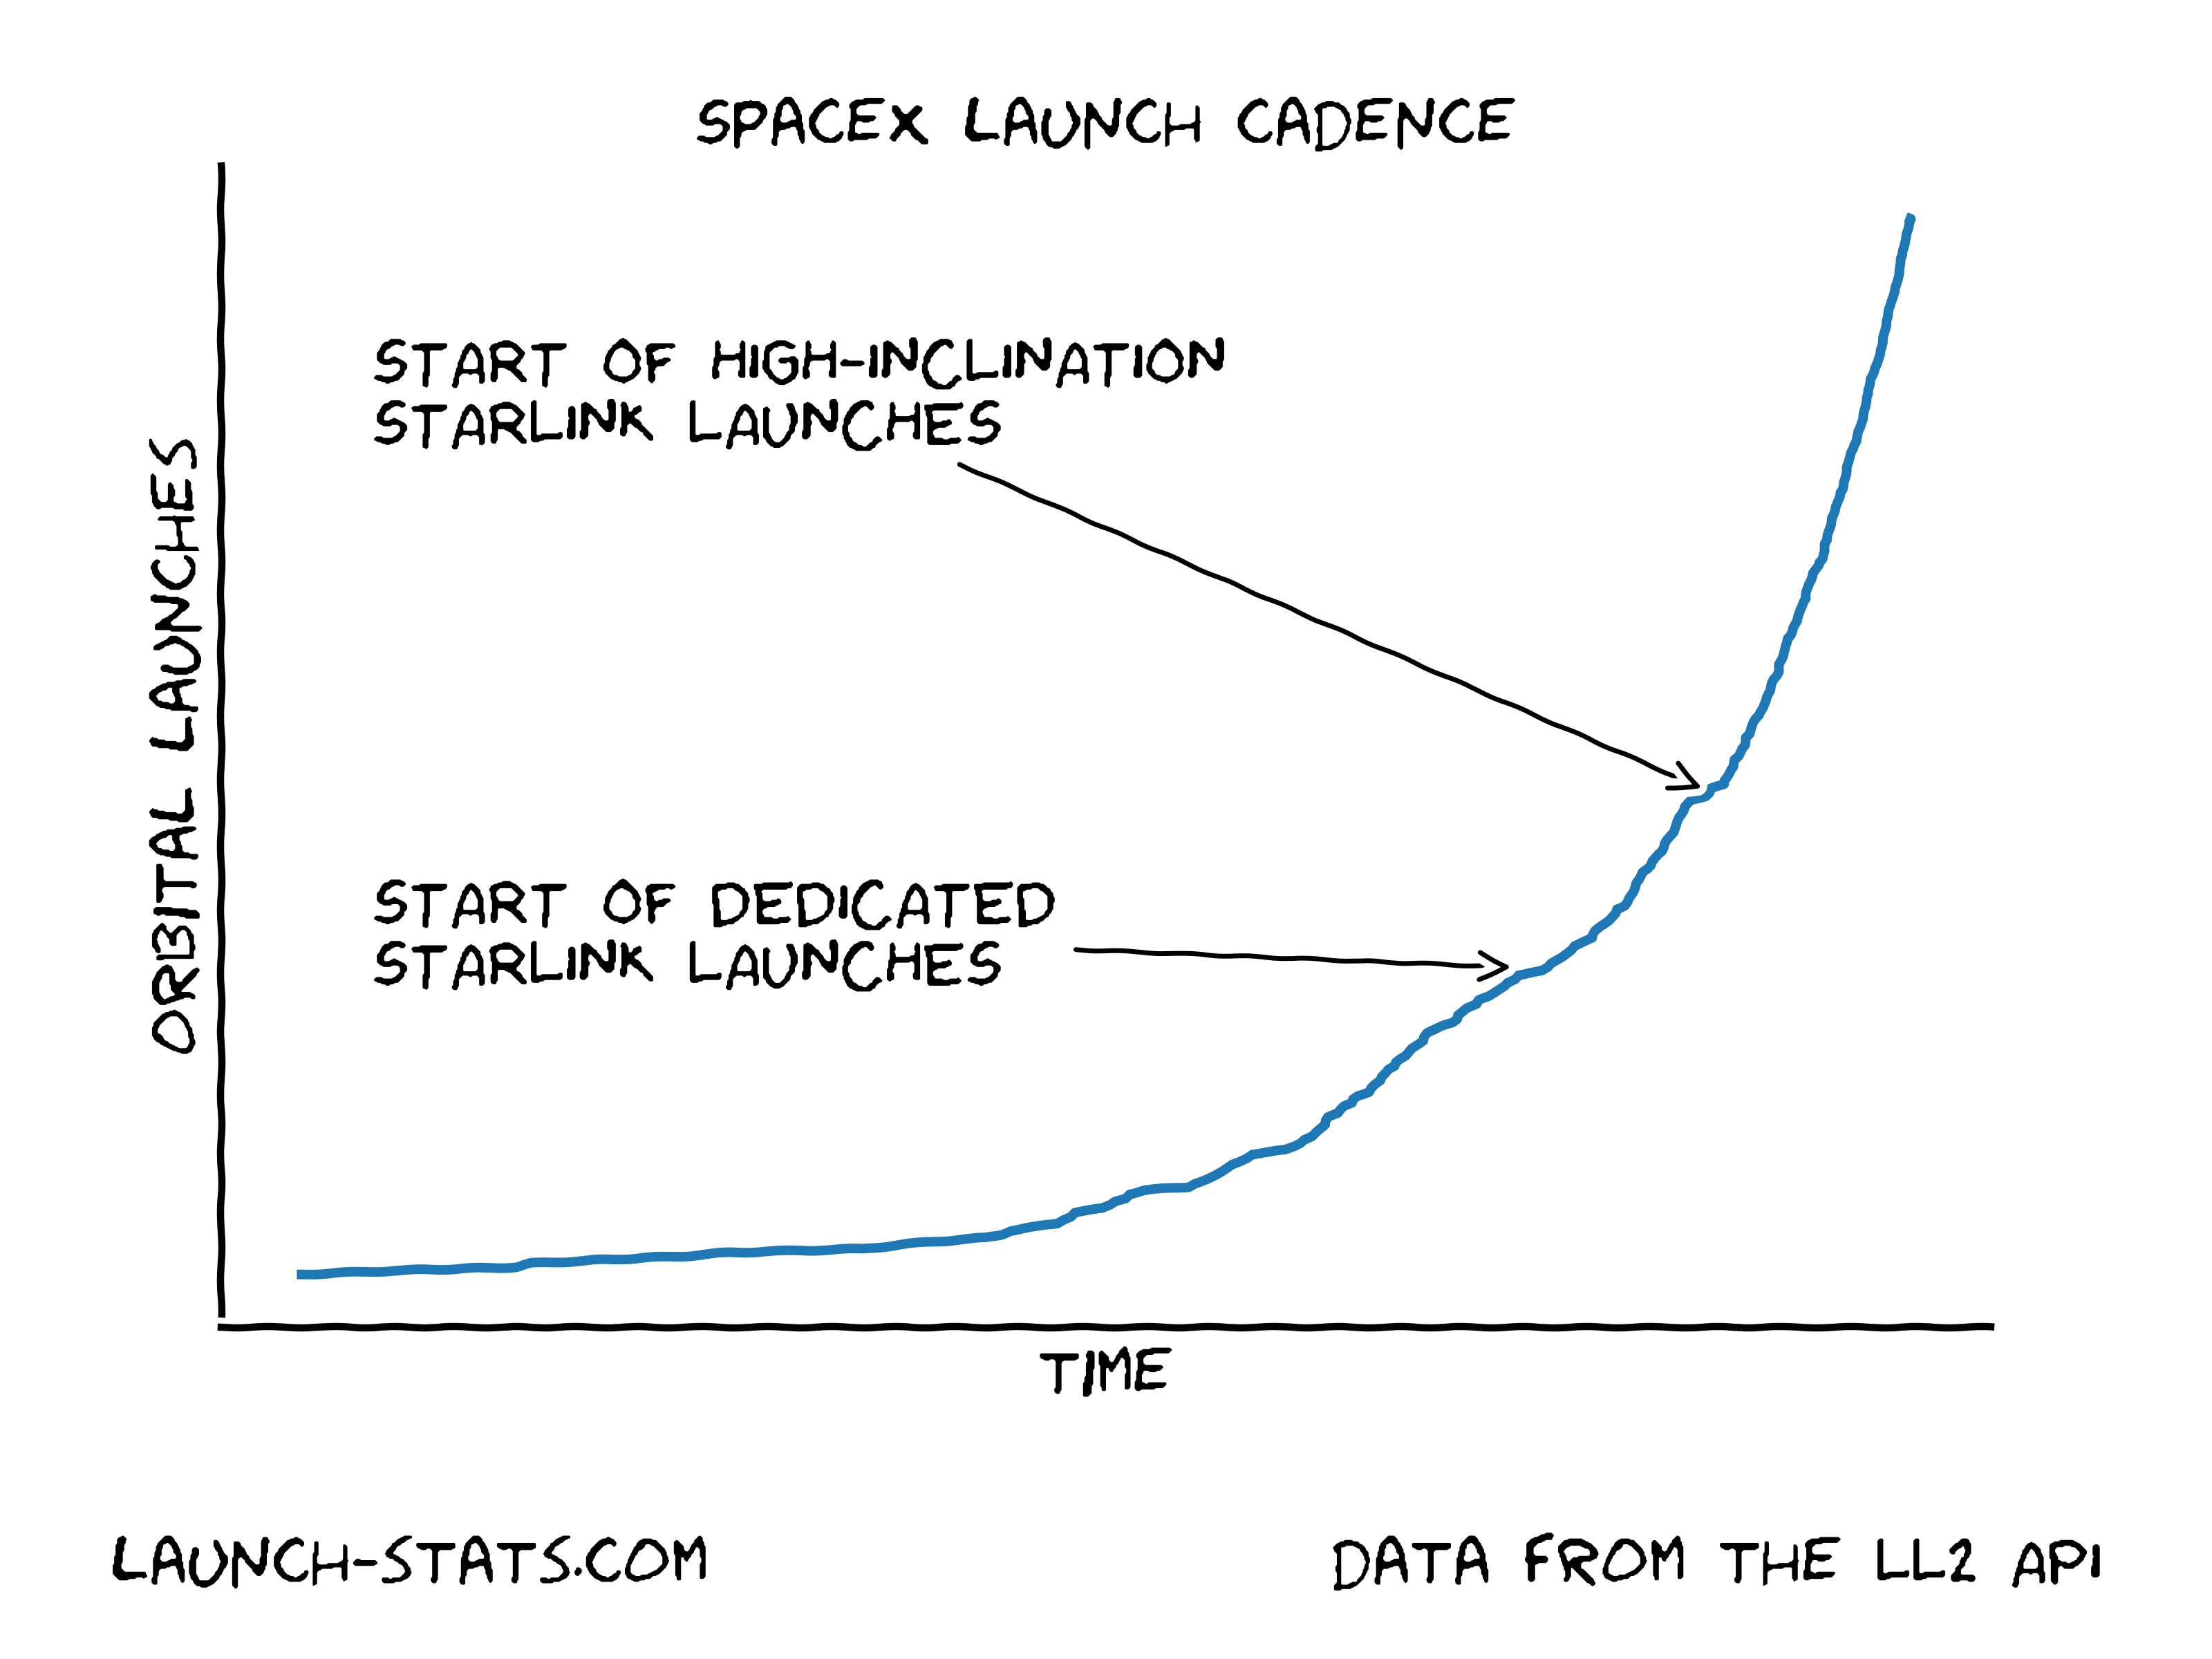 SPACEX LAUNCH CADENCE
START OF HIGH-INCLINATION
STARLINK LAUNCHES
ORBITAL LAUNCHES
START OF DEDICATED
STARLINK LAUNCHES
TIME
LAUNCH-STATS.COM
DATA FROM THE LL2 API